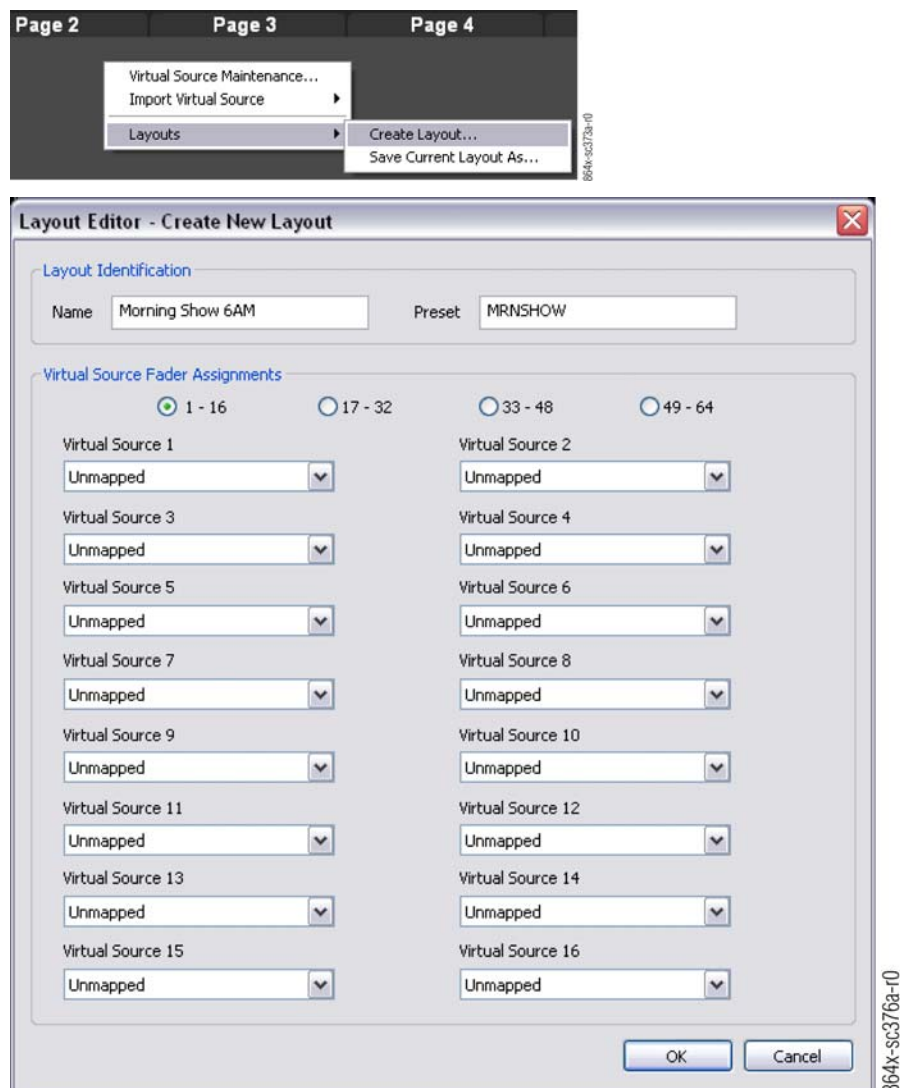 Page 2 Page 3 Page 4
Virtual Source Maintenance...
Import Virtual Source
Layouts
Create Layout...
Save Current Layout As...
864x-sc373a-r0
Layout Editor - Create New Layout
Layout Identification
Name Morning Show 6AM Preset MRNSHOW
Virtual Source Fader Assignments
1 - 16 17 - 32 33 - 48 49 - 64
Virtual Source 1 Virtual Source 2
Unmapped Unmapped
Virtual Source 3 Virtual Source 4
Unmapped Unmapped
Virtual Source 5 Virtual Source 6
Unmapped Unmapped
Virtual Source 7 Virtual Source 8
Unmapped Unmapped
Virtual Source 9 Virtual Source 10
Unmapped Unmapped
Virtual Source 11 Virtual Source 12
Unmapped Unmapped
Virtual Source 13 Virtual Source 14
Unmapped Unmapped
Virtual Source 15 Virtual Source 16
Unmapped Unmapped
OK Cancel
864x-sc376a-r0